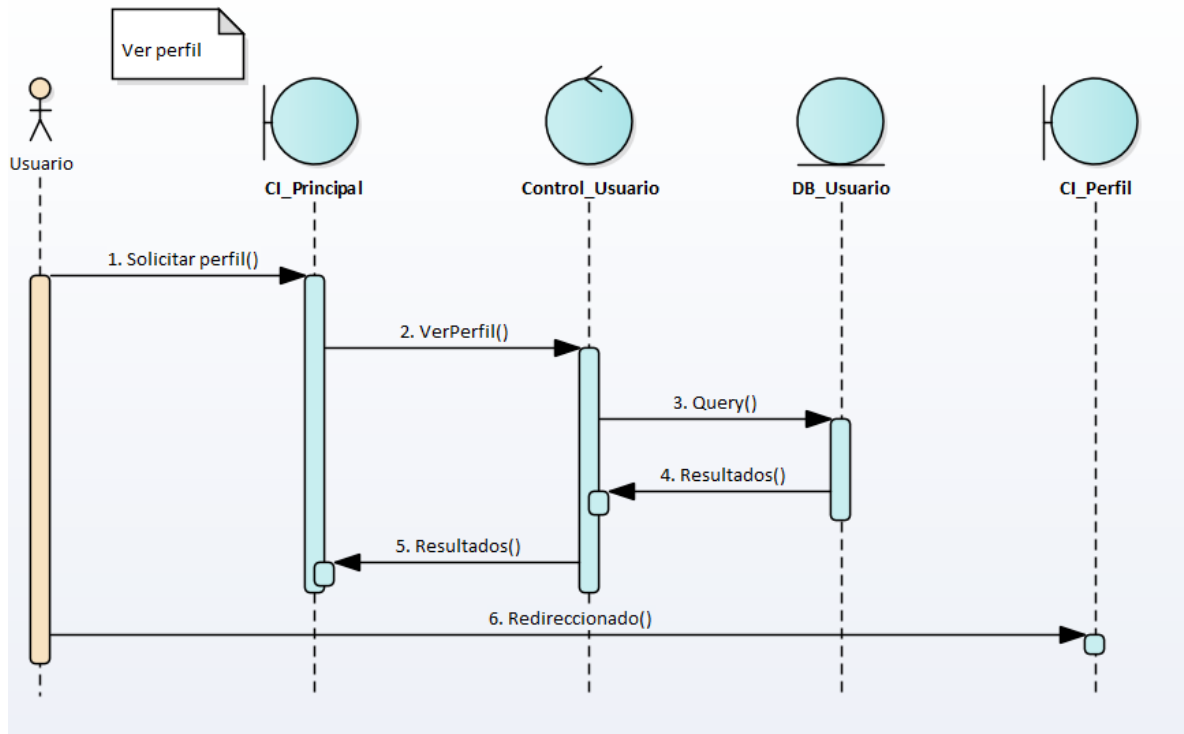 Ver perfil
Usuario
CI_Principal
Control_Usuario
DB_Usuario
CI_Perfil
1. Solicitar perfil()
2. VerPerfil()
3. Query()
4. Resultados()
5. Resultados()
6. Redireccionado()